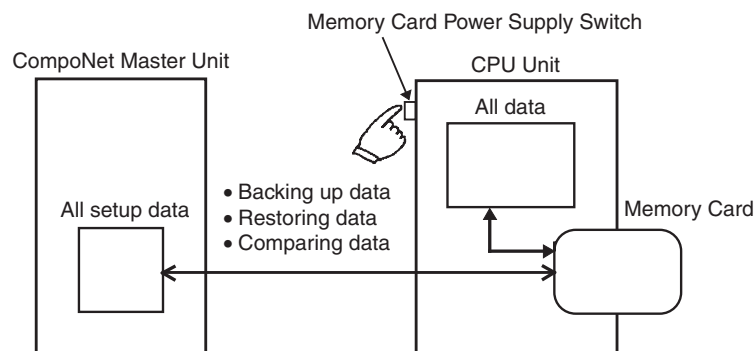 Memory Card Power Supply Switch
CompoNet Master Unit
CPU Unit
All data
All setup data
• Backing up data
• Restoring data
• Comparing data
Memory Card